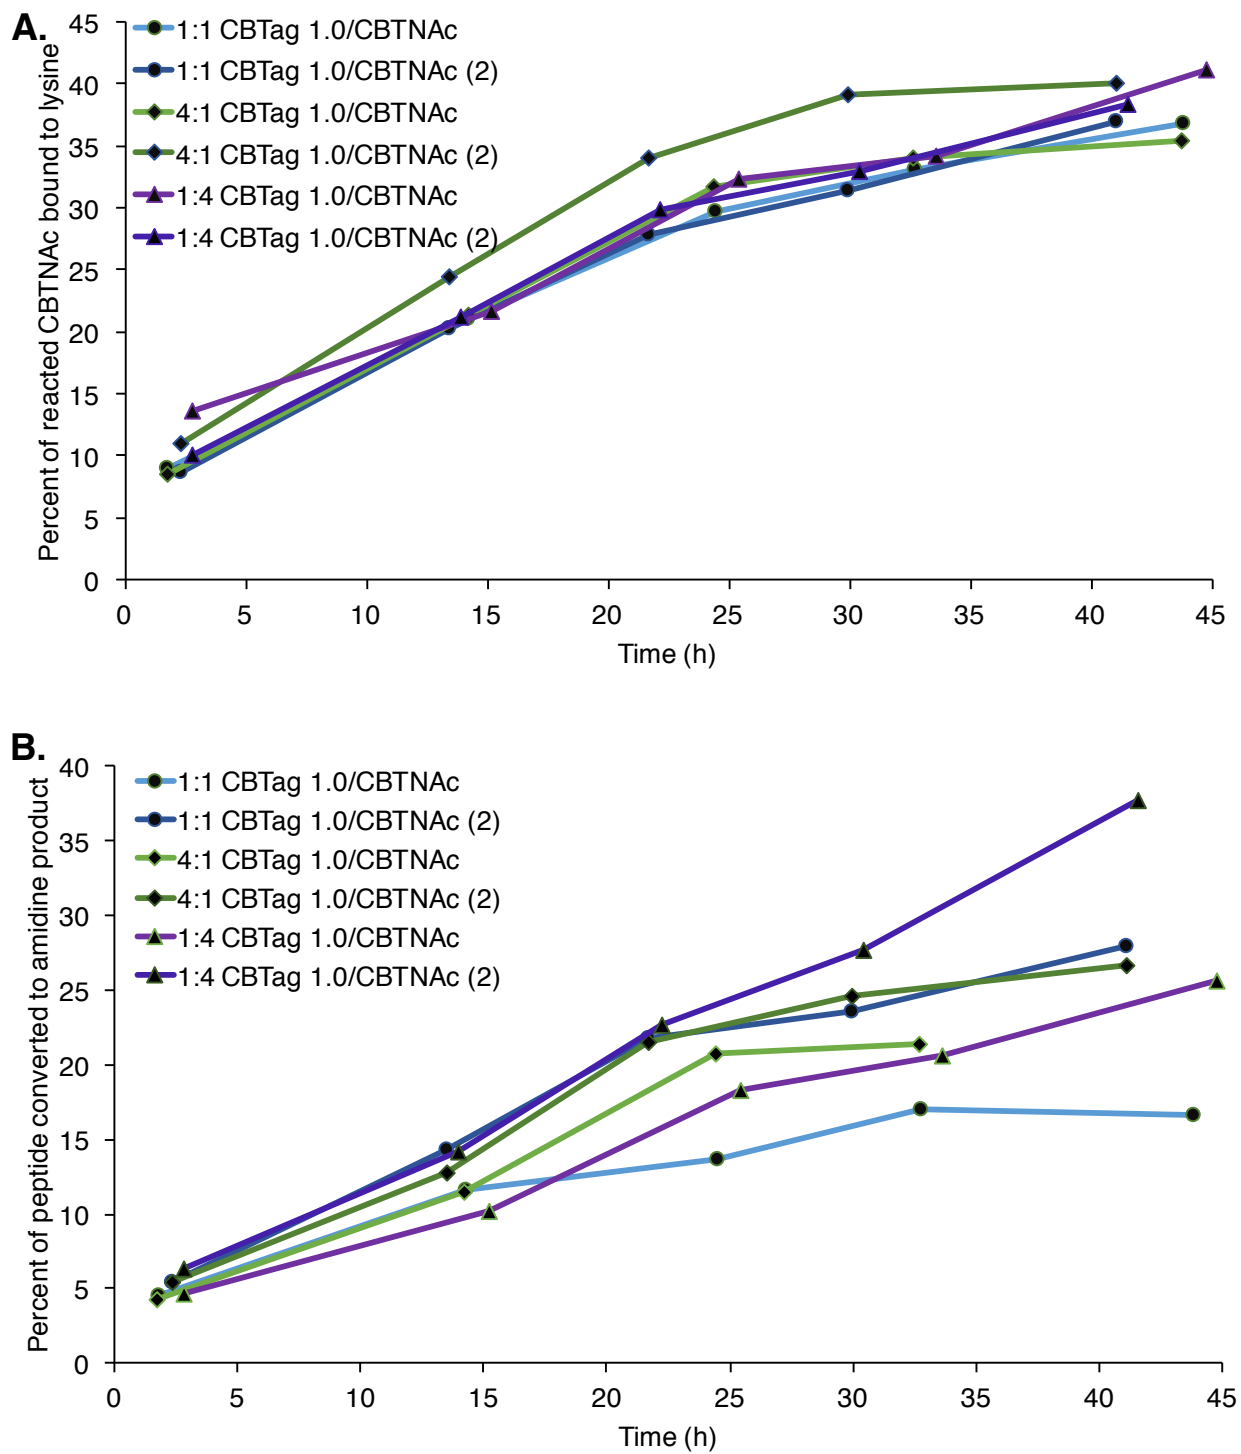 A.
Percent of reacted CBTNAc bound to lysine
45
40
35
30
25
20
15
10
5
0
1:1 CBTag 1.0/CBTNAc
1:1 CBTag 1.0/CBTNAc (2)
4:1 CBTag 1.0/CBTNAc
4:1 CBTag 1.0/CBTNAc (2)
1:4 CBTag 1.0/CBTNAc
1:4 CBTag 1.0/CBTNAc (2)
0 5 10 15 20 25 30 35 40 45
Time (h)
B.
Percent of peptide converted to amidine product
40
35
30
25
20
15
10
5
0
1:1 CBTag 1.0/CBTNAc
1:1 CBTag 1.0/CBTNAc (2)
4:1 CBTag 1.0/CBTNAc
4:1 CBTag 1.0/CBTNAc (2)
1:4 CBTag 1.0/CBTNAc
1:4 CBTag 1.0/CBTNAc (2)
0 5 10 15 20 25 30 35 40 45
Time (h)